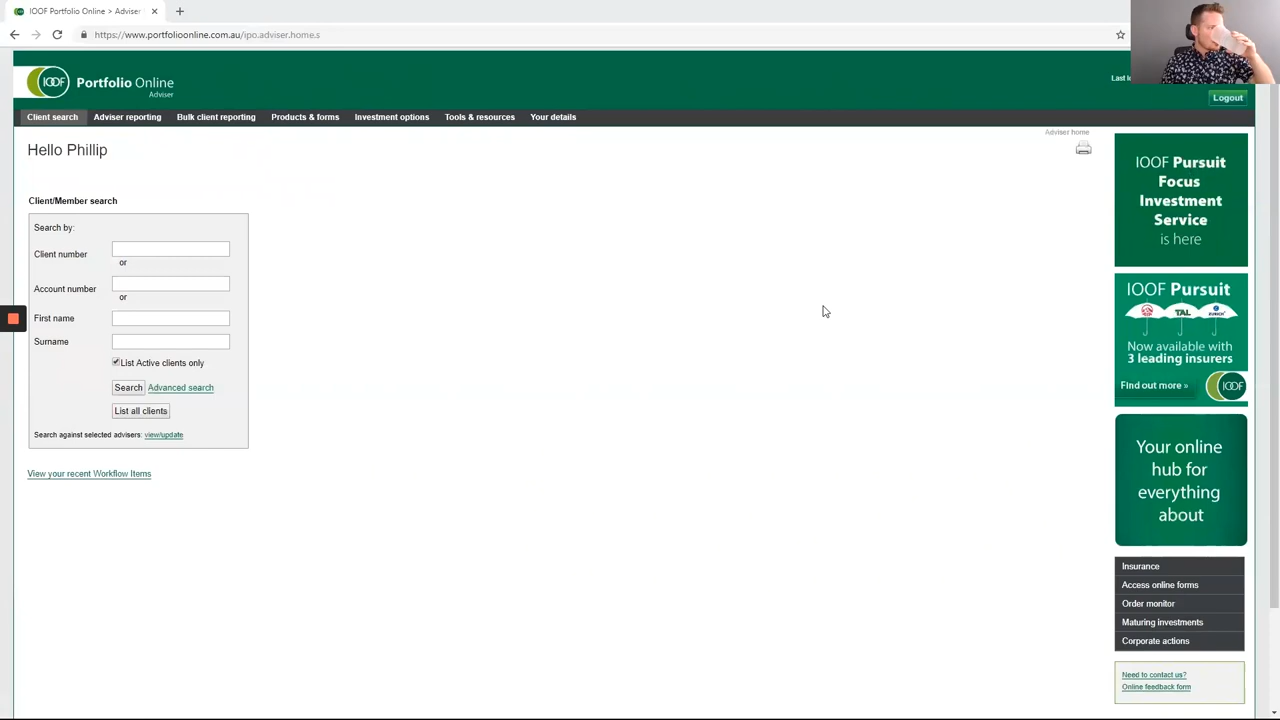 IOOF Portfolio Online > Adviser
https://www.portfolioonline.com.au/ipo.adviser.home.s
IOOF Portfolio Online
Adviser
Last
Logout
Client search Adviser reporting Bulk client reporting Products & forms Investment options Tools & resources Your details
Adviser home
Hello Phillip
Client/Member search
Search by:
Client number
or
Account number
or
First name
Surname
List Active clients only
Search Advanced search
List all clients
Search against selected advisers: view/update
View your recent Workflow Items
IOOF Pursuit
Focus
Investment
Service
is here
IOOF Pursuit
TAL
ZURICH
Now available with
3 leading insurers
Find out more »
IOOF
Your online
hub for
everything
about
Insurance
Access online forms
Order monitor
Maturing investments
Corporate actions
Need to contact us?
Online feedback form